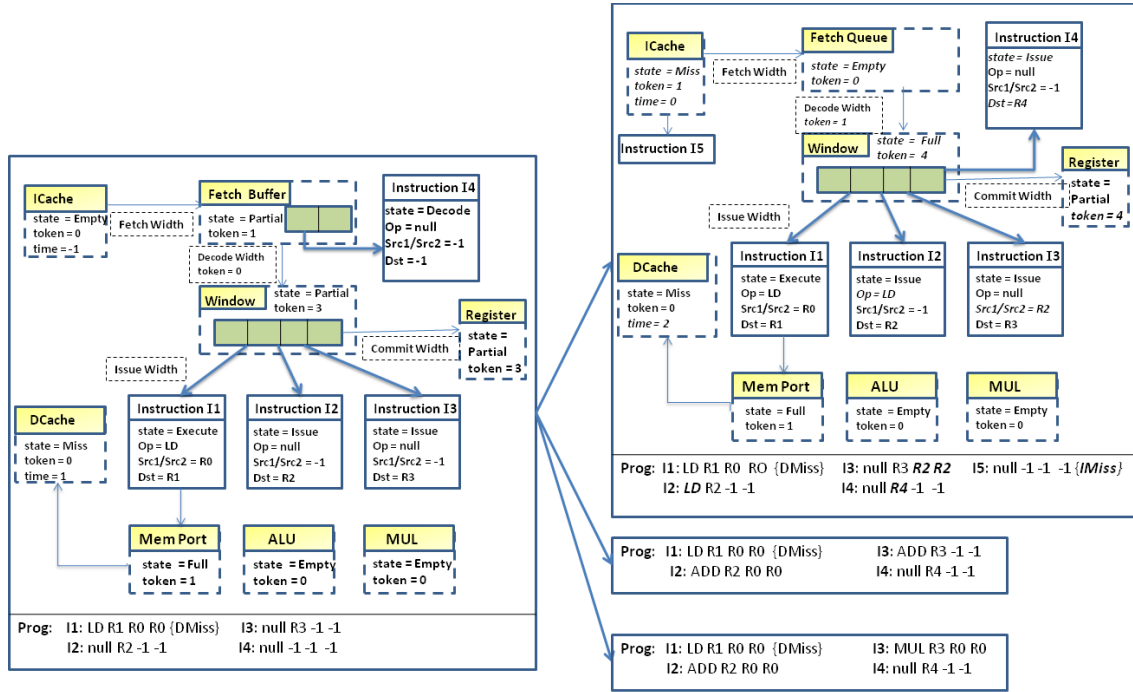 ICache
state = Empty
token = 0
time = -1
Fetch Width
Fetch Buffer
state = Partial
token = 1
Decode Width
token = 0
Instruction I4
state = Decode
Op = null
Src1/Src2 = -1
Dst = -1
Window
state = Partial
token = 3
Register
state =
Partial
token = 3
Commit Width
Issue Width
DCache
state = Miss
token = 0
time = 1
Instruction I1
state = Execute
Op = LD
Src1/Src2 = R0
Dst = R1
Instruction I2
state = Issue
Op = null
Src1/Src2 = -1
Dst = R2
Instruction I3
state = Issue
Op = null
Src1/Src2 = -1
Dst = R3
Mem Port
state = Full
token = 1
ALU
state = Empty
token = 0
MUL
state = Empty
token = 0
Prog: I1: LD R1 R0 R0 {DMiss} I3: null R3 -1 -1
I2: null R2 -1 -1 I4: null -1 -1 -1
ICache
state = Miss
token = 1
time = 0
Fetch Width
Fetch Queue
state = Empty
token = 0
Instruction I4
state = Issue
Op = null
Src1/Src2 = -1
Dst = R4
Decode Width
token = 1
Instruction I5
Window
state = Full
token = 4
Register
state =
Partial
token = 4
Commit Width
Issue Width
DCache
state = Miss
token = 0
time = 2
Instruction I1
state = Execute
Op = LD
Src1/Src2 = R0
Dst = R1
Instruction I2
state = Issue
Op = LD
Src1/Src2 = -1
Dst = R2
Instruction I3
state = Issue
Op = null
Src1/Src2 = R2
Dst = R3
Mem Port
state = Full
token = 1
ALU
state = Empty
token = 0
MUL
state = Empty
token = 0
Prog: I1: LD R1 R0 RO {DMiss} I3: null R3 R2 R2 I5: null -1 -1 -1 {IMiss}
I2: LD R2 -1 -1 I4: null R4 -1 -1
Prog: I1: LD R1 R0 R0 {DMiss} I3: ADD R3 -1 -1
I2: ADD R2 R0 R0 I4: null R4 -1 -1
Prog: I1: LD R1 R0 R0 {DMiss} I3: MUL R3 R0 R0
I2: ADD R2 R0 R0 I4: null R4 -1 -1